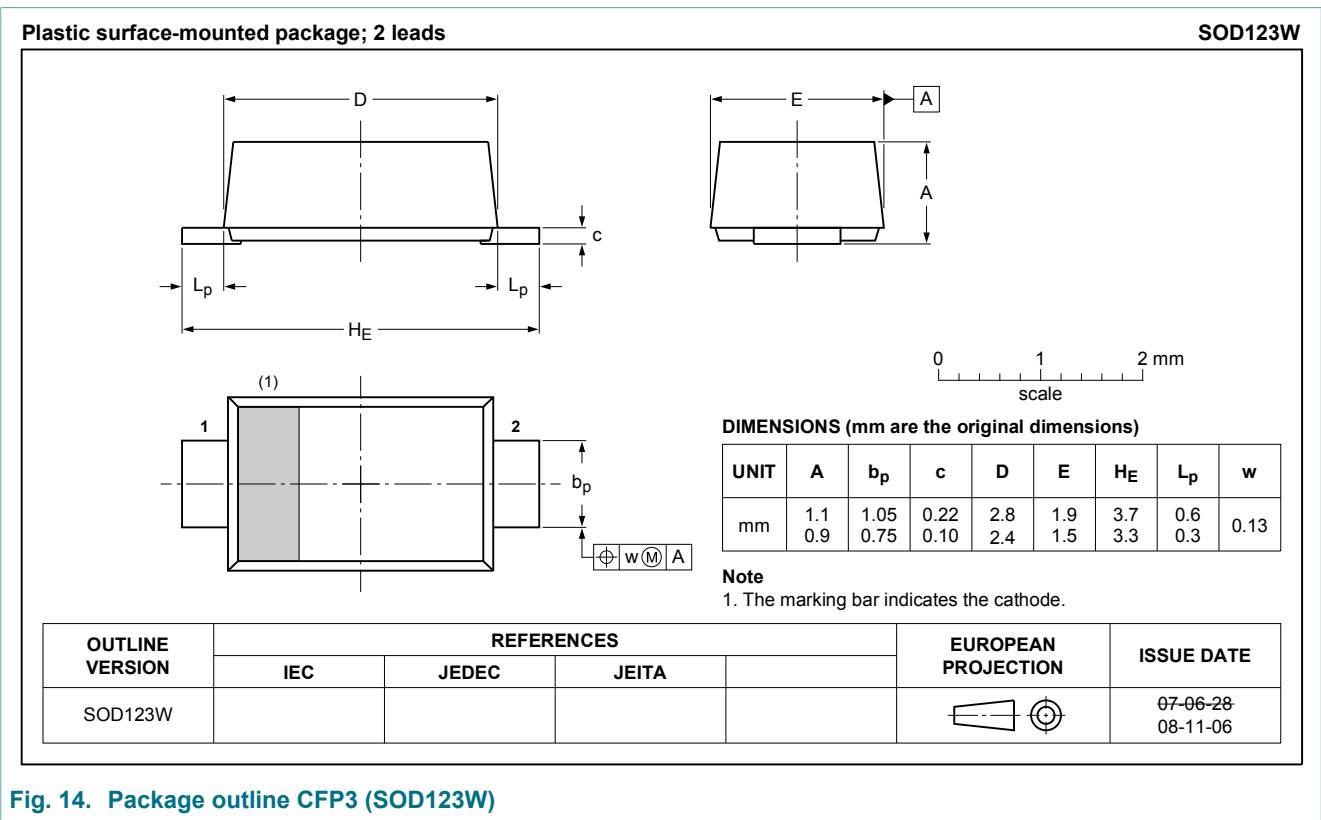 Plastic surface-mounted package; 2 leads SOD123W
D
E A
A
c
Lp Lp
HE
0 1 2 mm
scale
(1)
1 2
bp
w M A
DIMENSIONS (mm are the original dimensions)
UNIT A bp c D E HE Lp w
mm 1.1 0.9 1.05 0.75 0.22 0.10 2.8 2.4 1.9 1.5 3.7 3.3 0.6 0.3 0.13
Note
1. The marking bar indicates the cathode.
OUTLINE VERSION REFERENCES EUROPEAN PROJECTION ISSUE DATE
IEC JEDEC JEITA
SOD123W 07-06-28
08-11-06
Fig. 14. Package outline CFP3 (SOD123W)